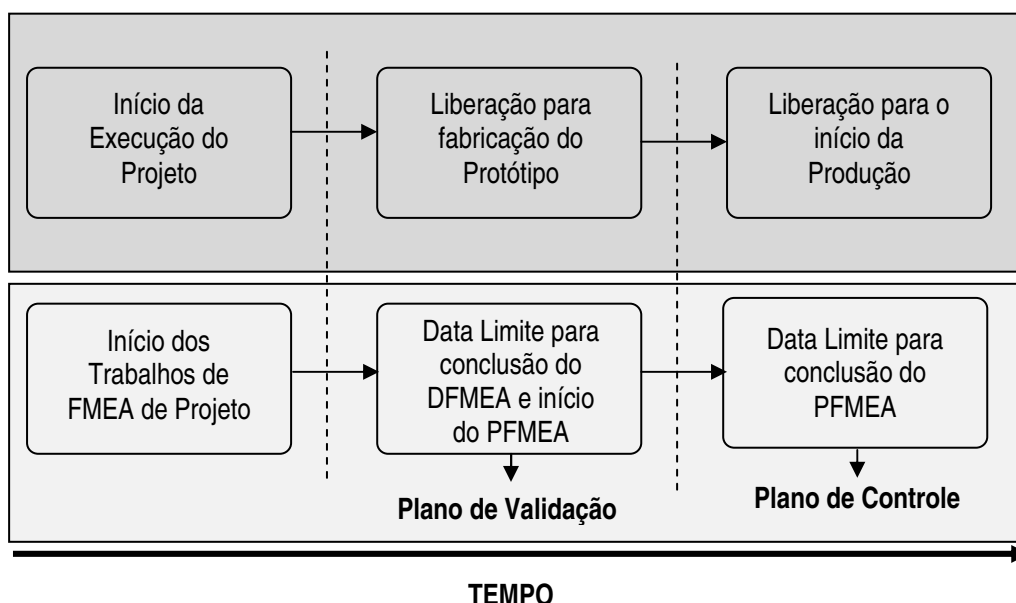 Início da
Execução do
Projeto
Liberação para
fabricação do
Protótipo
Liberação para o
início da
Produção
Início dos
Trabalhos de
FMEA de Projeto
Data Limite para
conclusão do
DFMEA e início
do PFMEA
Data Limite para
conclusão do
PFMEA
Plano de Validação
Plano de Controle
TEMPO